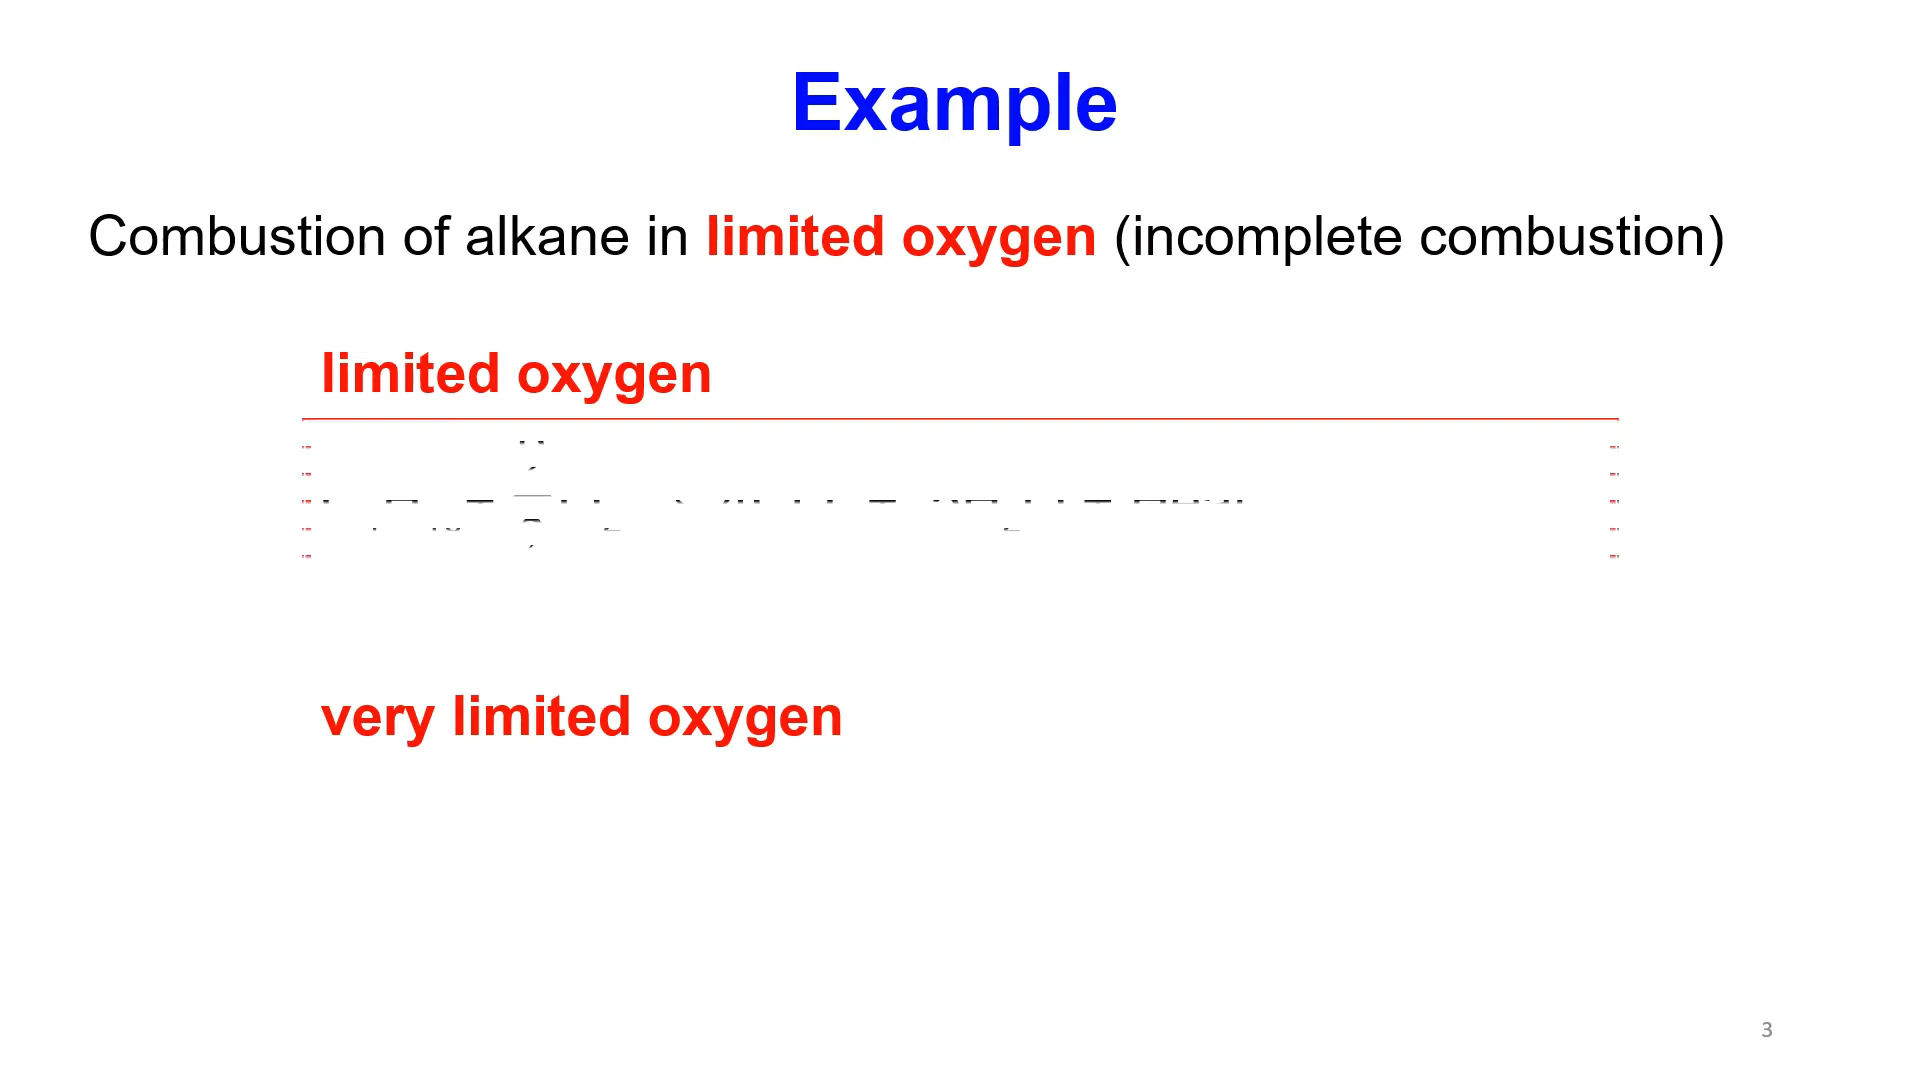 Example
Combustion of alkane in limited oxygen (incomplete combustion)
limited oxygen
very limited oxygen
3